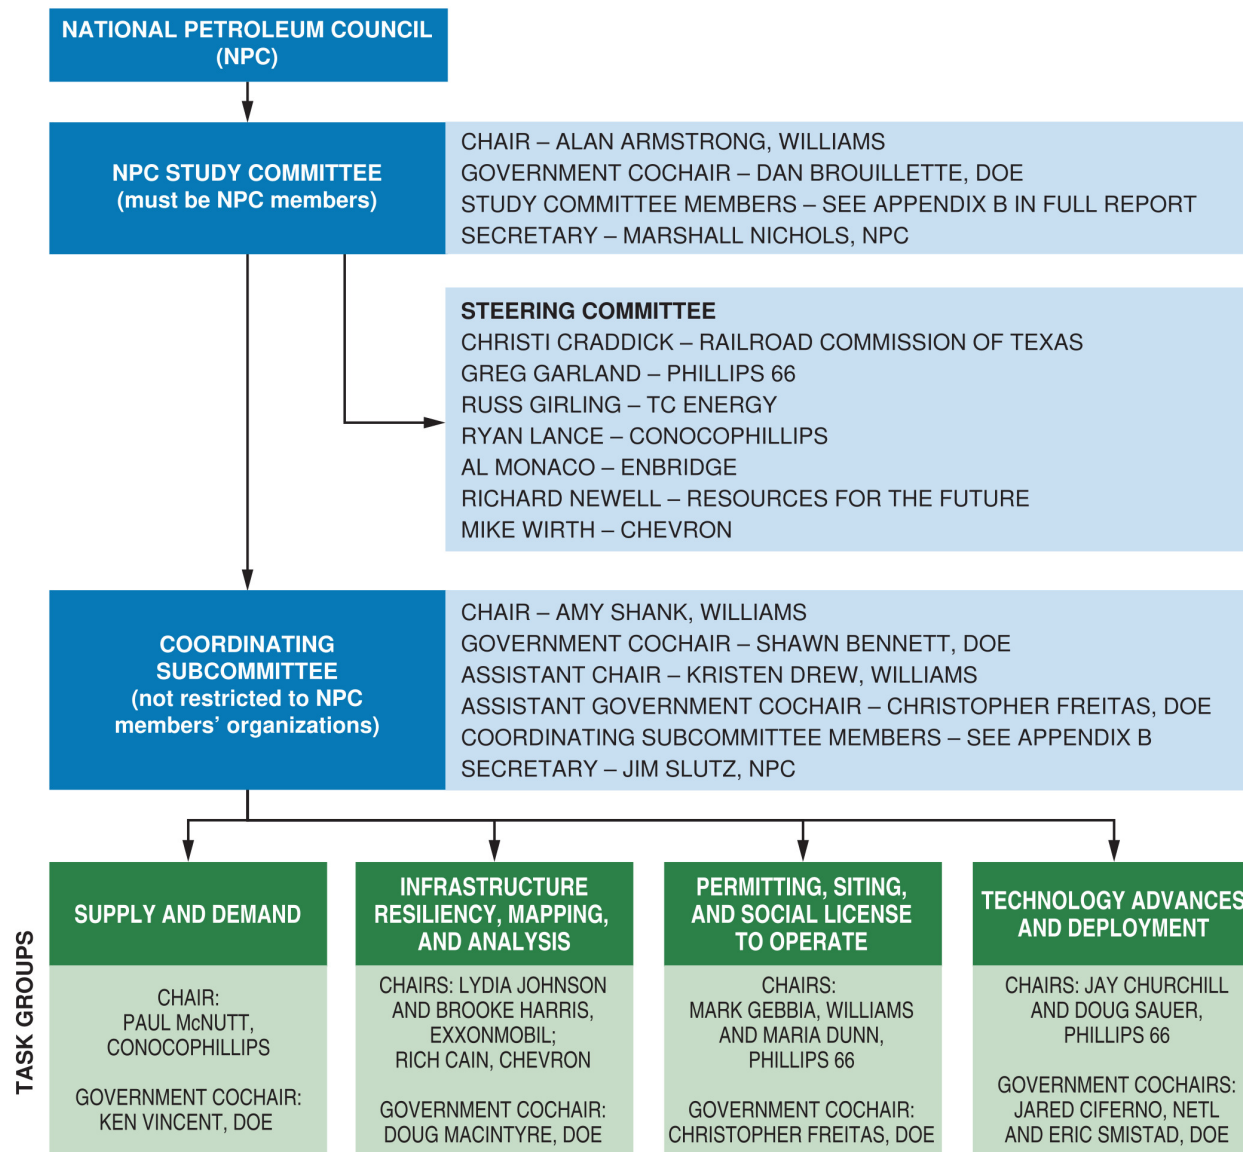 NATIONAL PETROLEUM COUNCIL
(NPC)
NPC STUDY COMMITTEE
(must be NPC members)
CHAIR – ALAN ARMSTRONG, WILLIAMS
GOVERNMENT COCHAIR – DAN BROUILLETTE, DOE
STUDY COMMITTEE MEMBERS – SEE APPENDIX B IN FULL REPORT
SECRETARY – MARSHALL NICHOLS, NPC
STEERING COMMITTEE
CHRISTI CRADDICK – RAILROAD COMMISSION OF TEXAS
GREG GARLAND – PHILLIPS 66
RUSS GIRLING – TC ENERGY
RYAN LANCE – CONOCOPHILLIPS
AL MONACO – ENBRIDGE
RICHARD NEWELL – RESOURCES FOR THE FUTURE
MIKE WIRTH – CHEVRON
COORDINATING
SUBCOMMITTEE
(not restricted to NPC
members’ organizations)
CHAIR – AMY SHANK, WILLIAMS
GOVERNMENT COCHAIR – SHAWN BENNETT, DOE
ASSISTANT CHAIR – KRISTEN DREW, WILLIAMS
ASSISTANT GOVERNMENT COCHAIR – CHRISTOPHER FREITAS, DOE
COORDINATING SUBCOMMITTEE MEMBERS – SEE APPENDIX B
SECRETARY – JIM SLUTZ, NPC
TASK GROUPS
SUPPLY AND DEMAND
CHAIR:
PAUL McNUTT,
CONOCOPHILLIPS
GOVERNMENT COCHAIR:
KEN VINCENT, DOE
INFRASTRUCTURE
RESILIENCY, MAPPING,
AND ANALYSIS
CHAIRS: LYDIA JOHNSON
AND BROOKE HARRIS,
EXXONMOBIL;
RICH CAIN, CHEVRON
GOVERNMENT COCHAIR:
DOUG MACINTYRE, DOE
PERMITTING, SITING,
AND SOCIAL LICENSE
TO OPERATE
CHAIRS:
MARK GEBBIA, WILLIAMS
AND MARIA DUNN,
PHILLIPS 66
GOVERNMENT COCHAIR:
CHRISTOPHER FREITAS, DOE
TECHNOLOGY ADVANCES
AND DEPLOYMENT
CHAIRS: JAY CHURCHILL
AND DOUG SAUER,
PHILLIPS 66
GOVERNMENT COCHAIRS:
JARED CIFERNO, NETL
AND ERIC SMISTAD, DOE